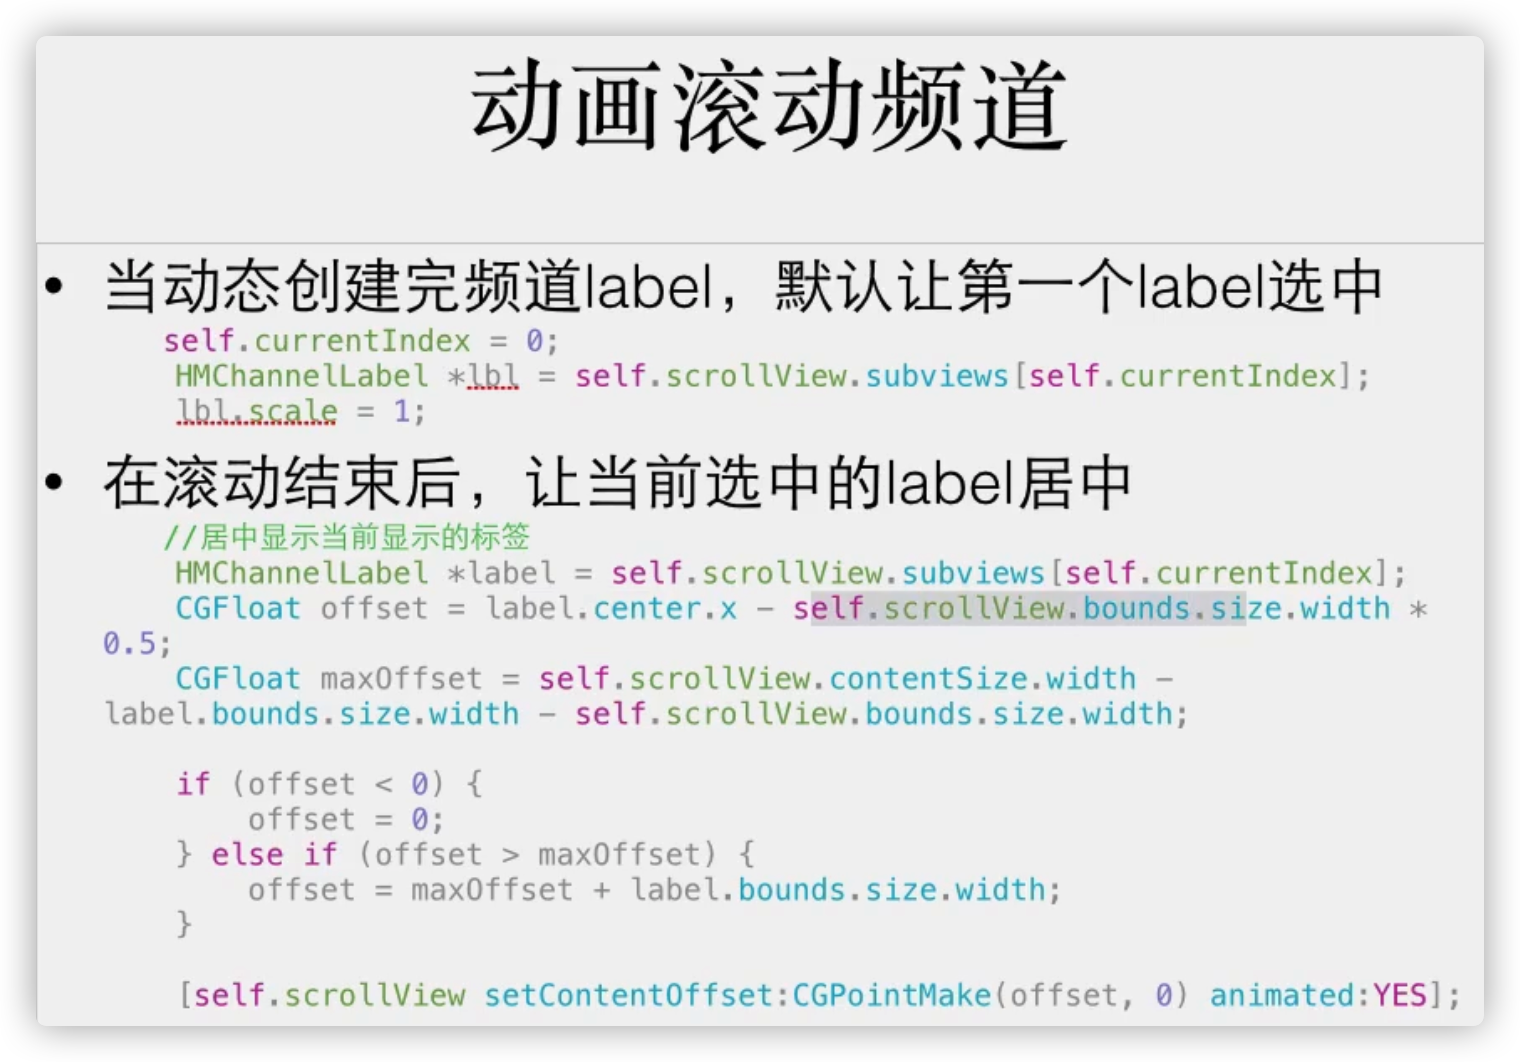 动画滚动频道
• 当动态创建完频道label，默认让第一个label选中
self.currentIndex = 0;
HMChannelLabel *lbl = self.scrollView.subviews[self.currentIndex];
lbl.scale = 1;
• 在滚动结束后，让当前选中的label居中
//居中显示当前显示的标签
HMChannelLabel *label = self.scrollView.subviews[self.currentIndex];
CGFloat offset = label.center.x - self.scrollView.bounds.size.width *
0.5;
CGFloat maxOffset = self.scrollView.contentSize.width -
label.bounds.size.width - self.scrollView.bounds.size.width;
if (offset < 0) {
offset = 0;
} else if (offset > maxOffset) {
offset = maxOffset + label.bounds.size.width;
}
[self.scrollView setContentOffset:CGPointMake(offset, 0) animated:YES];